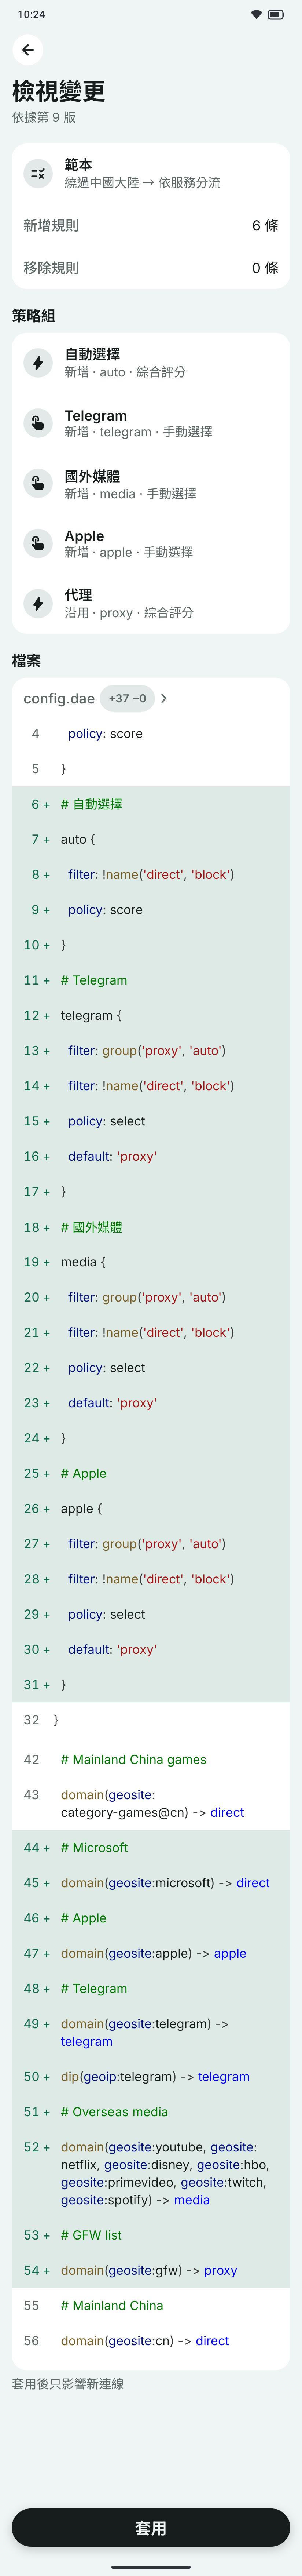 10:24
檢視變更
依據第 9 版
範本
繞過中國大陸 → 依服務分流
新增規則 6 條
移除規則 0 條
策略組
自動選擇
新增 · auto · 綜合評分
Telegram
新增 · telegram · 手動選擇
國外媒體
新增 · media · 手動選擇
Apple
新增 · apple · 手動選擇
代理
沿用 · proxy · 綜合評分
檔案
config.dae +37 −0
4 policy: score
5 }
6 + # 自動選擇
7 + auto {
8 + filter: !name('direct', 'block')
9 + policy: score
10 + }
11 + # Telegram
12 + telegram {
13 + filter: group('proxy', 'auto')
14 + filter: !name('direct', 'block')
15 + policy: select
16 + default: 'proxy'
17 + }
18 + # 國外媒體
19 + media {
20 + filter: group('proxy', 'auto')
21 + filter: !name('direct', 'block')
22 + policy: select
23 + default: 'proxy'
24 + }
25 + # Apple
26 + apple {
27 + filter: group('proxy', 'auto')
28 + filter: !name('direct', 'block')
29 + policy: select
30 + default: 'proxy'
31 + }
32 }
42 # Mainland China games
43 domain(geosite:
category-games@cn) -> direct
44 + # Microsoft
45 + domain(geosite:microsoft) -> direct
46 + # Apple
47 + domain(geosite:apple) -> apple
48 + # Telegram
49 + domain(geosite:telegram) ->
telegram
50 + dip(geoip:telegram) -> telegram
51 + # Overseas media
52 + domain(geosite:youtube, geosite:
netflix, geosite:disney, geosite:hbo,
geosite:primevideo, geosite:twitch,
geosite:spotify) -> media
53 + # GFW list
54 + domain(geosite:gfw) -> proxy
55 # Mainland China
56 domain(geosite:cn) -> direct
套用後只影響新連線
套用